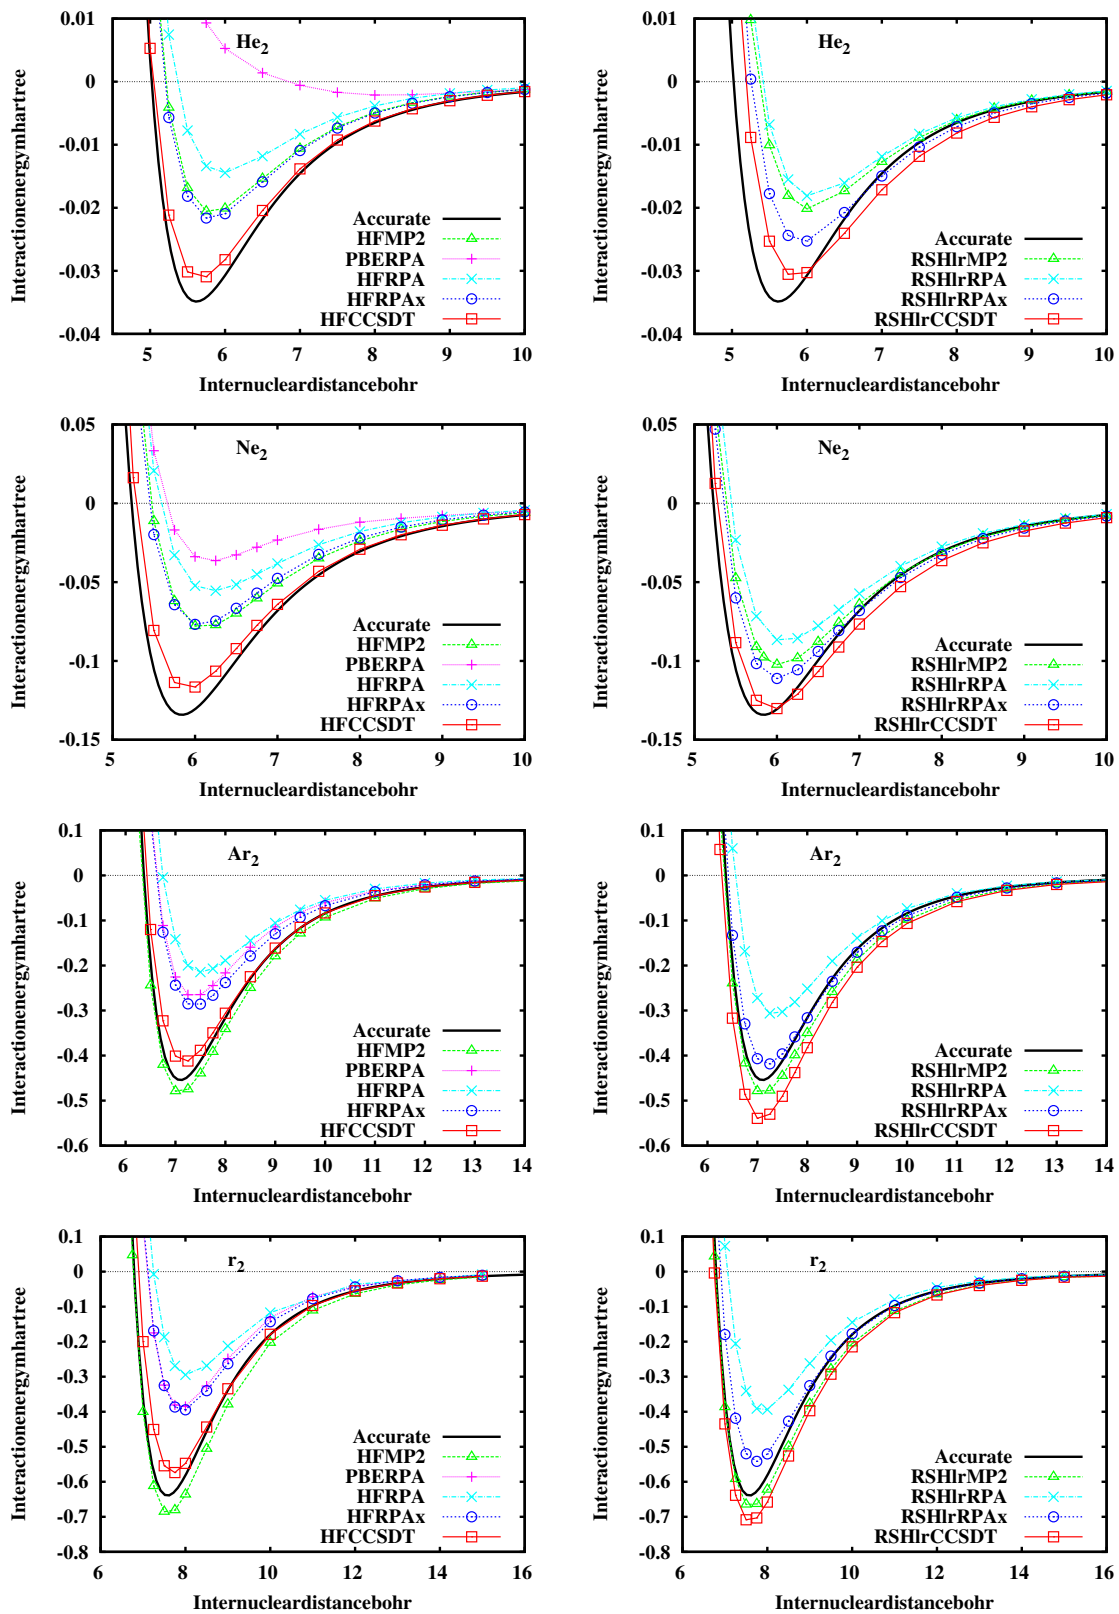 He2
0.01
0
-0.01
-0.02
-0.03
-0.04
5 6 7 8 9 10
Interactionenergymhartree
Internucleardistancebohr
Accurate
HFMP2
PBERPA
HFRPA
HFRPAx
HFCCSDT
He2
0.01
0
-0.01
-0.02
-0.03
-0.04
5 6 7 8 9 10
Interactionenergymhartree
Internucleardistancebohr
Accurate
RSHlrMP2
RSHlrRPA
RSHlrRPAx
RSHlrCCSDT
Ne2
0.05
0
-0.05
-0.1
-0.15
5 6 7 8 9 10
Interactionenergymhartree
Internucleardistancebohr
Accurate
HFMP2
PBERPA
HFRPA
HFRPAx
HFCCSDT
Ne2
0.05
0
-0.05
-0.1
-0.15
5 6 7 8 9 10
Interactionenergymhartree
Internucleardistancebohr
Accurate
RSHlrMP2
RSHlrRPA
RSHlrRPAx
RSHlrCCSDT
Ar2
0.1
0
-0.1
-0.2
-0.3
-0.4
-0.5
-0.6
6 7 8 9 10 11 12 13 14
Interactionenergymhartree
Internucleardistancebohr
Accurate
HFMP2
PBERPA
HFRPA
HFRPAx
HFCCSDT
Ar2
0.1
0
-0.1
-0.2
-0.3
-0.4
-0.5
-0.6
6 7 8 9 10 11 12 13 14
Interactionenergymhartree
Internucleardistancebohr
Accurate
RSHlrMP2
RSHlrRPA
RSHlrRPAx
RSHlrCCSDT
r2
0.1
0
-0.1
-0.2
-0.3
-0.4
-0.5
-0.6
-0.7
-0.8
6 8 10 12 14 16
Interactionenergymhartree
Internucleardistancebohr
Accurate
HFMP2
PBERPA
HFRPA
HFRPAx
HFCCSDT
r2
0.1
0
-0.1
-0.2
-0.3
-0.4
-0.5
-0.6
-0.7
-0.8
6 8 10 12 14 16
Interactionenergymhartree
Internucleardistancebohr
Accurate
RSHlrMP2
RSHlrRPA
RSHlrRPAx
RSHlrCCSDT